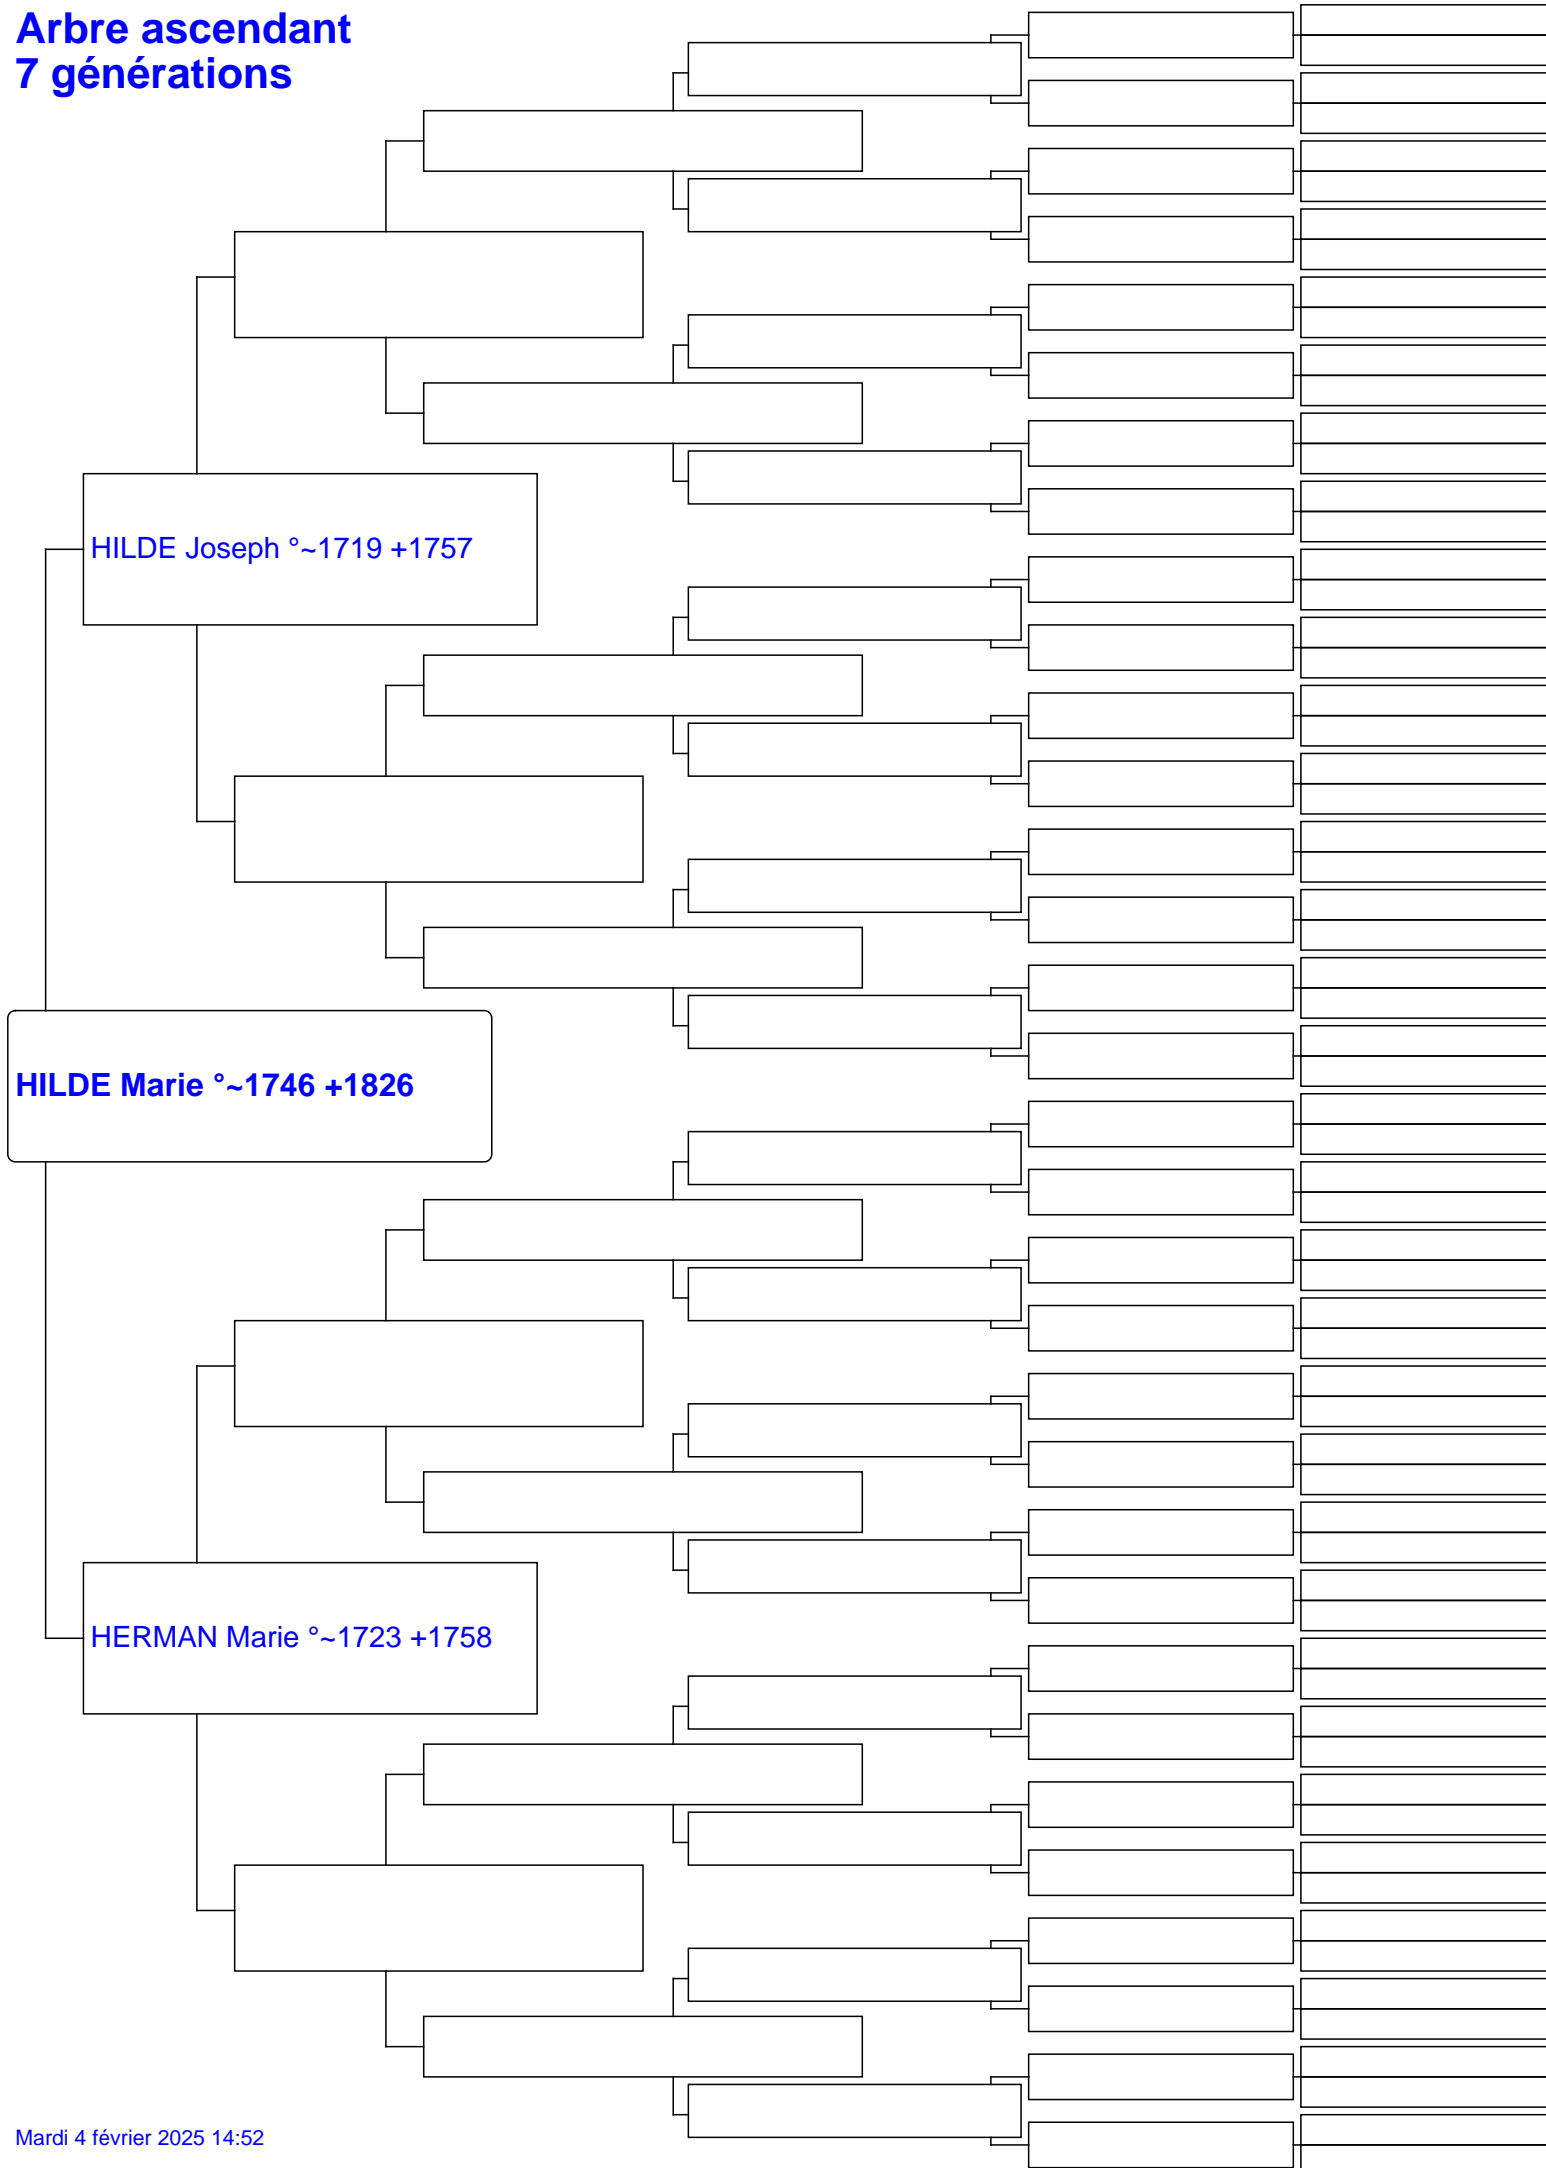 Arbre ascendant
7 générations
HILDE Joseph °~1719 +1757
HILDE Marie °~1746 +1826
HERMAN Marie °~1723 +1758
Mardi 4 février 2025 14:52